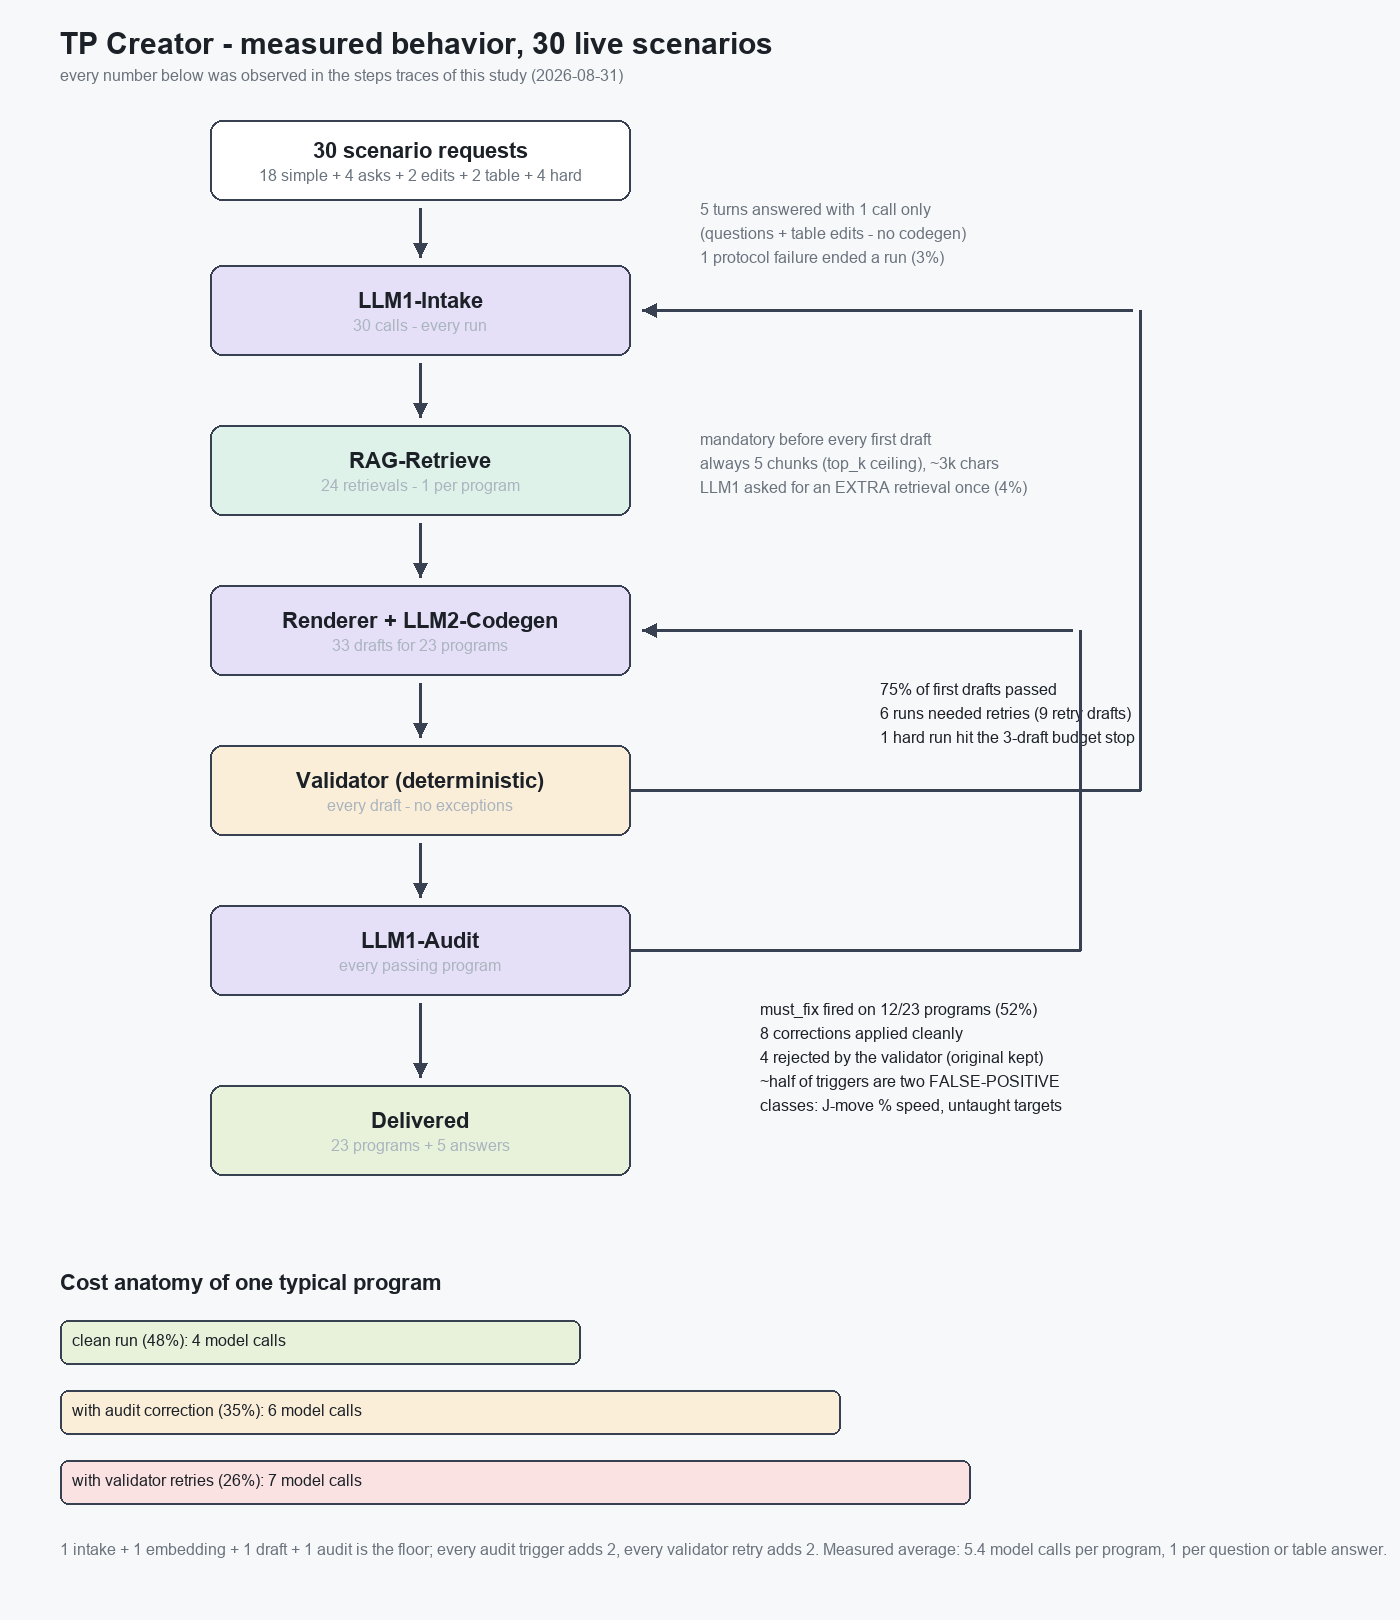 TP Creator - measured behavior, 30 live scenarios
every number below was observed in the steps traces of this study (2026-08-31)
30 scenario requests
18 simple + 4 asks + 2 edits + 2 table + 4 hard
5 turns answered with 1 call only
(questions + table edits - no codegen)
1 protocol failure ended a run (3%)
LLM1-Intake
30 calls - every run
RAG-Retrieve
24 retrievals - 1 per program
mandatory before every first draft
always 5 chunks (top_k ceiling), ~3k chars
LLM1 asked for an EXTRA retrieval once (4%)
Renderer + LLM2-Codegen
33 drafts for 23 programs
75% of first drafts passed
6 runs needed retries (9 retry drafts)
1 hard run hit the 3-draft budget stop
Validator (deterministic)
every draft - no exceptions
LLM1-Audit
every passing program
must_fix fired on 12/23 programs (52%)
8 corrections applied cleanly
4 rejected by the validator (original kept)
~half of triggers are two FALSE-POSITIVE
classes: J-move % speed, untaught targets
Delivered
23 programs + 5 answers
Cost anatomy of one typical program
clean run (48%): 4 model calls
with audit correction (35%): 6 model calls
with validator retries (26%): 7 model calls
1 intake + 1 embedding + 1 draft + 1 audit is the floor; every audit trigger adds 2, every validator retry adds 2. Measured average: 5.4 model calls per program, 1 per question or table answer.